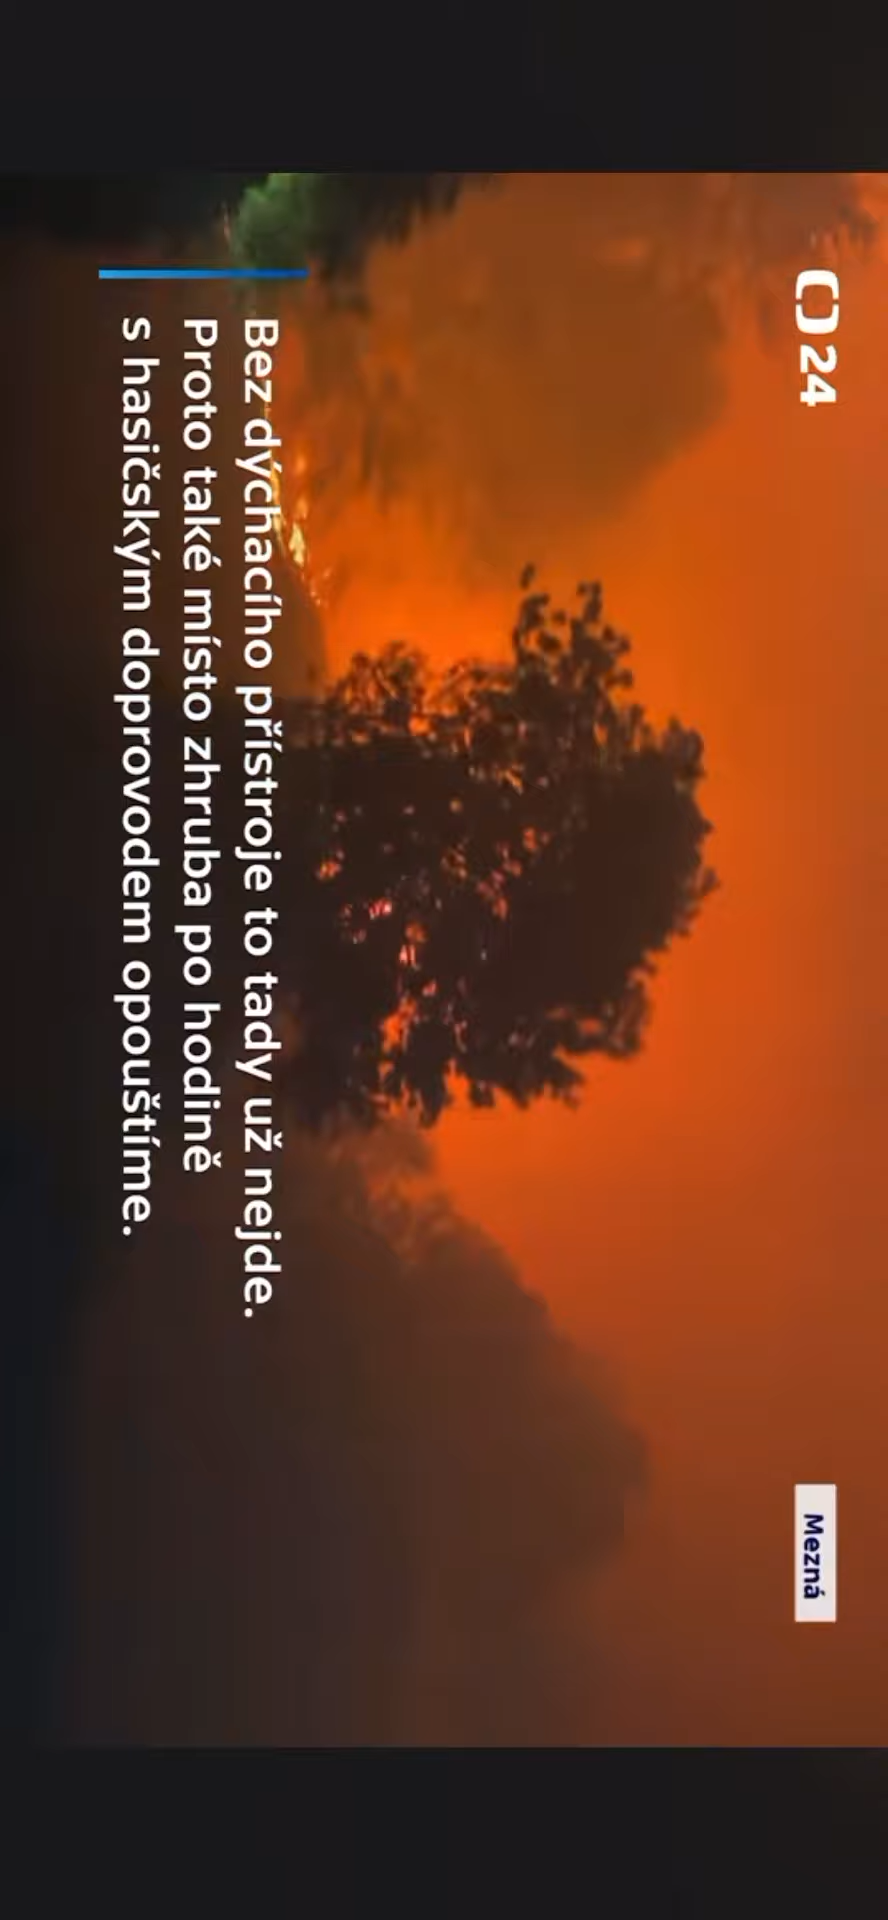 24
Mezná
Bez dýchacího přístroje to tady už nejde.
Proto také místo zhruba po hodině
s hasičským doprovodem opouštíme.